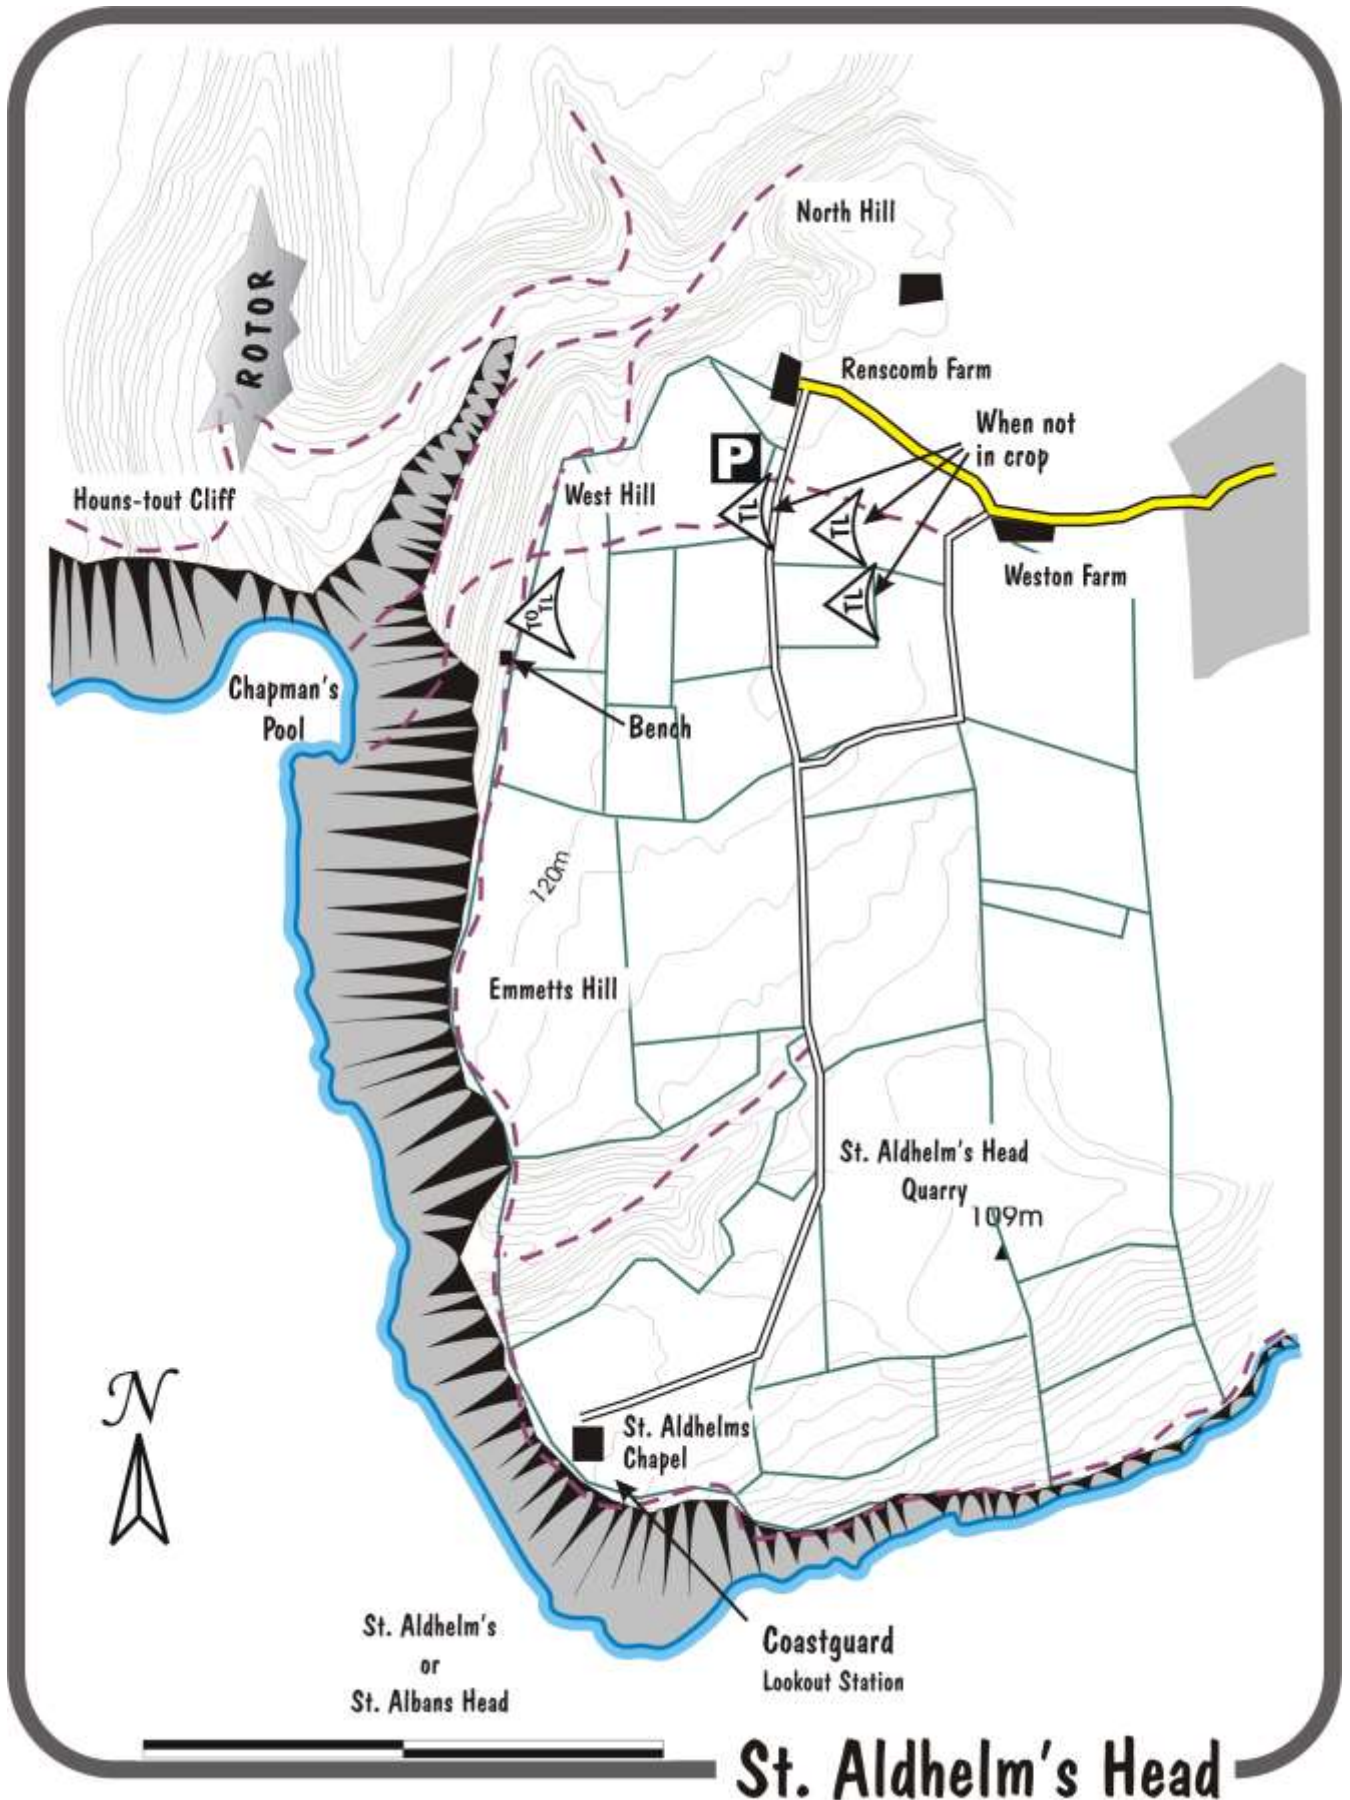 North Hill
ROTOR
Renscomb Farm
When not
in crop
P
West Hill
Houns-tout Cliff
TL
TL
TL
TO
TL
Weston Farm
Chapman's
Pool
Bench
120m
Emmetts Hill
St. Aldhelm's Head
Quarry
109m
N
St. Aldhelms
Chapel
St. Aldhelm's
or
St. Albans Head
Coastguard
Lookout Station
St. Aldhelm's Head